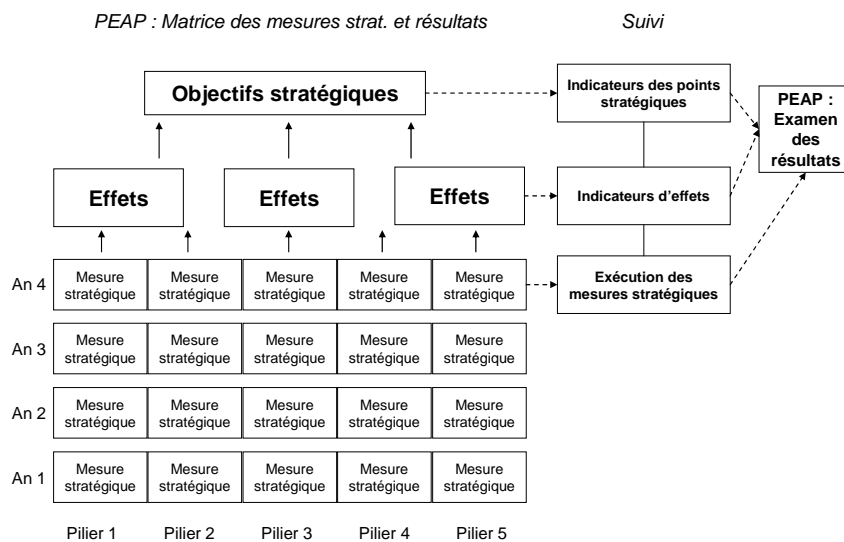 PEAP : Matrice des mesures strat. et résultats
Suivi
Objectifs stratégiques
Indicateurs des points
stratégiques
PEAP :
Examen
des
résultats
Effets
Effets
Effets
Indicateurs d'effets
An 4
Mesure
stratégique
Mesure
stratégique
Mesure
stratégique
Mesure
stratégique
Mesure
stratégique
Exécution des
mesures stratégiques
An 3
Mesure
stratégique
Mesure
stratégique
Mesure
stratégique
Mesure
stratégique
Mesure
stratégique
An 2
Mesure
stratégique
Mesure
stratégique
Mesure
stratégique
Mesure
stratégique
Mesure
stratégique
An 1
Mesure
stratégique
Mesure
stratégique
Mesure
stratégique
Mesure
stratégique
Mesure
stratégique
Pilier 1
Pilier 2
Pilier 3
Pilier 4
Pilier 5